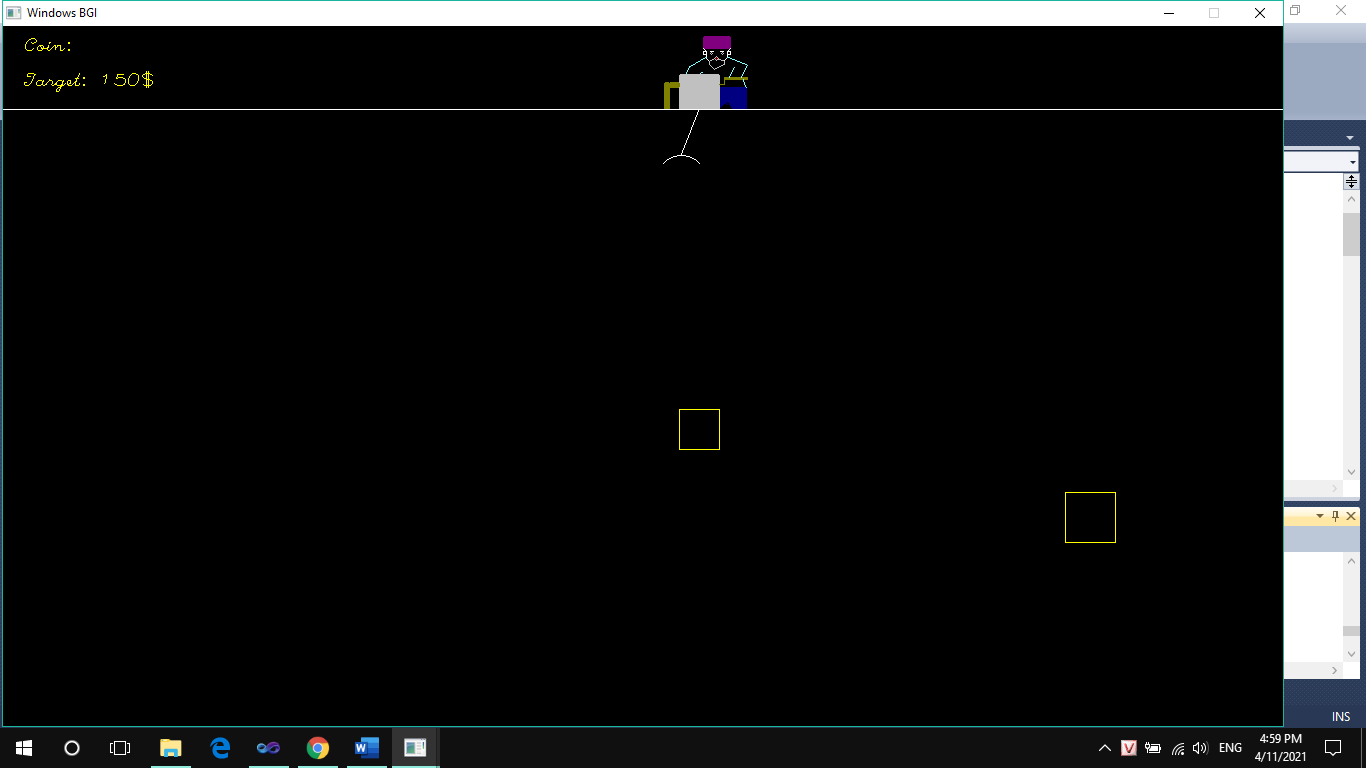 Windows BGI
Coin:
Target: 150$
INS
V
W
ENG
4:59 PM
4/11/2021